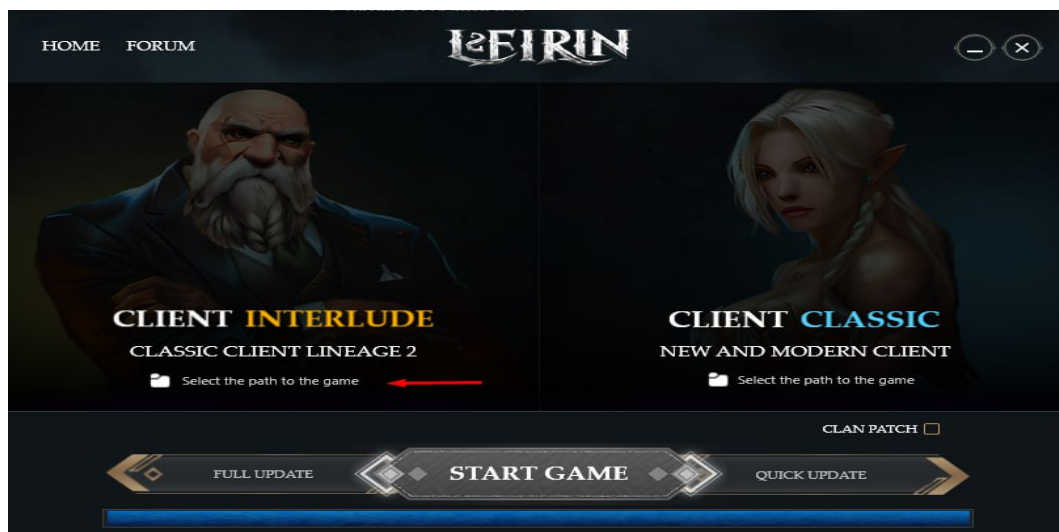 HOME FORUM
L2EIRIN
CLIENT INTERLUDE
CLASSIC CLIENT LINEAGE 2
Select the path to the game
CLIENT CLASSIC
NEW AND MODERN CLIENT
Select the path to the game
CLAN PATCH
FULL UPDATE
START GAME
QUICK UPDATE